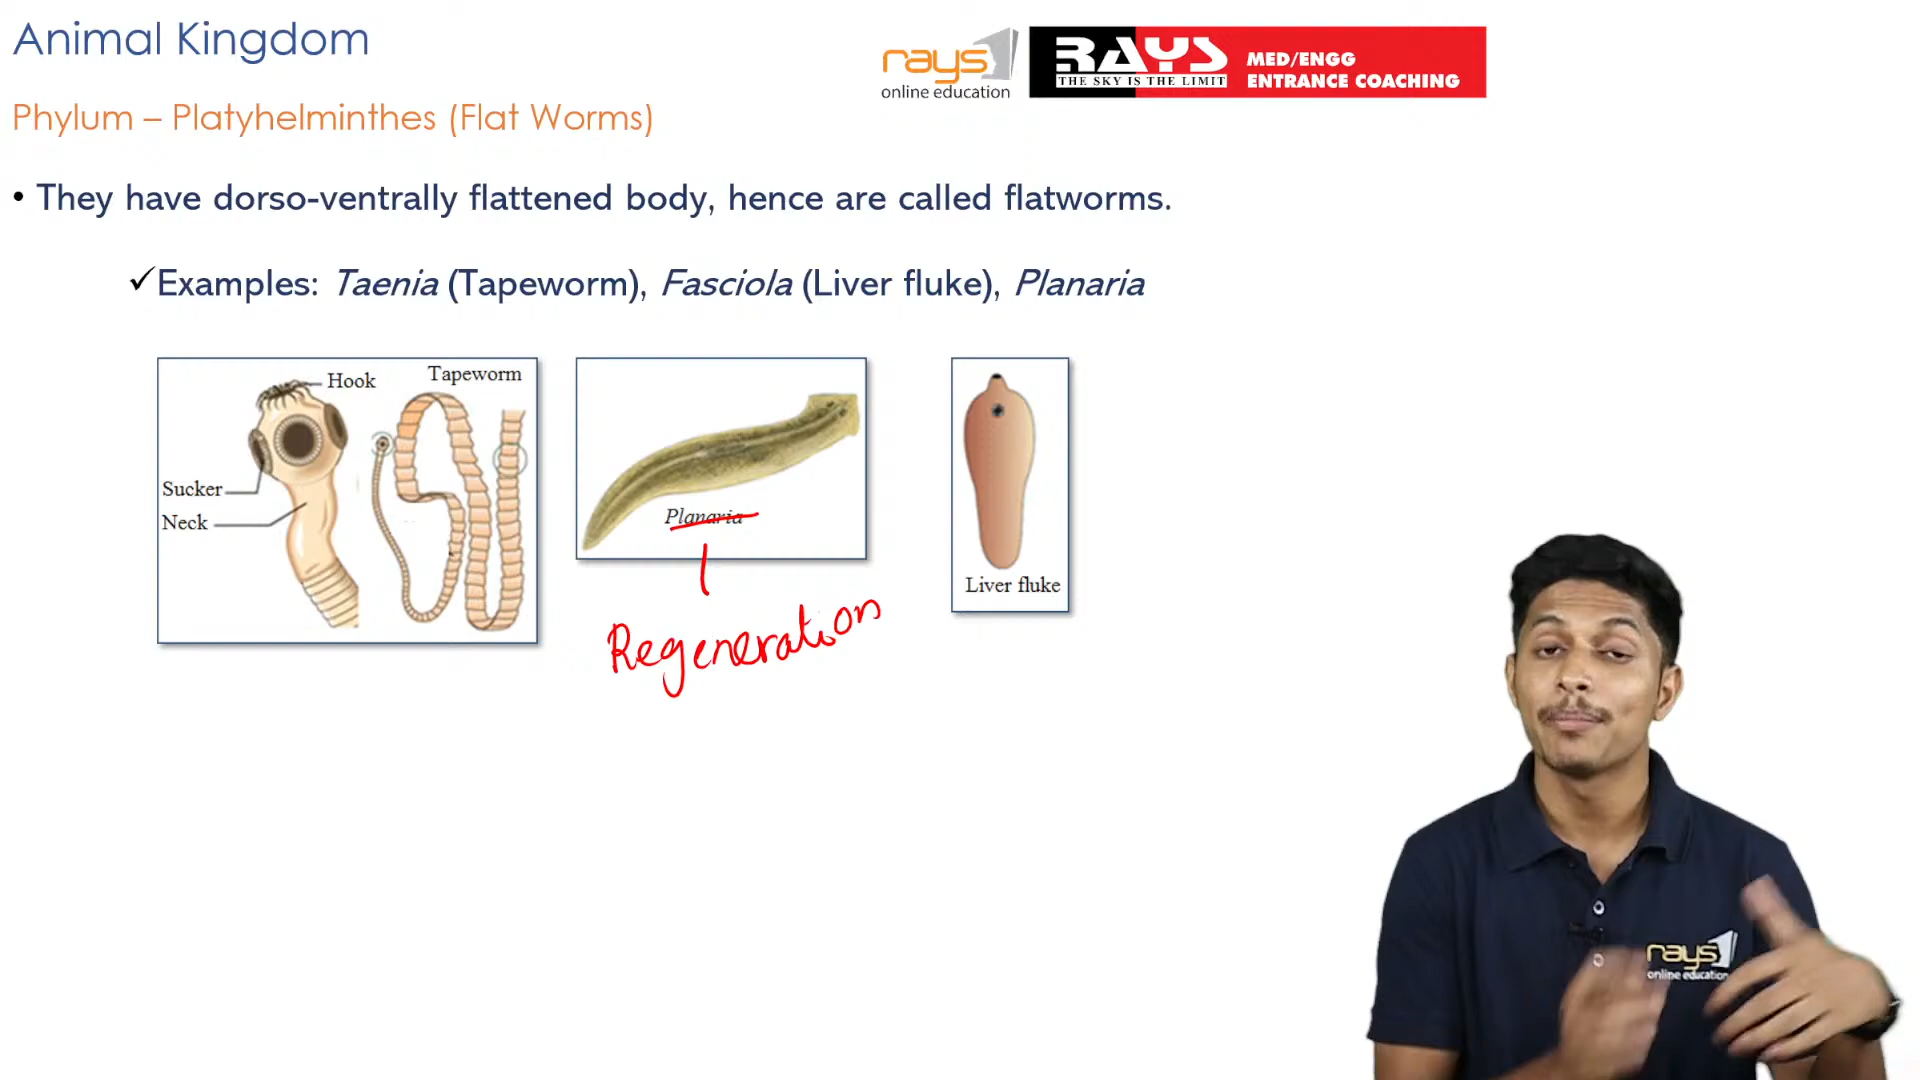 Animal Kingdom
rays
online education
RAYS
THE SKY IS THE LIMIT
MED/ENGG
ENTRANCE COACHING
Phylum – Platyhelminthes (Flat Worms)
• They have dorso-ventrally flattened body, hence are called flatworms.
✓Examples: Taenia (Tapeworm), Fasciola (Liver fluke), Planaria
Hook
Tapeworm
Sucker
Neck
Planaria
Liver fluke
Regeneration
rays
online education